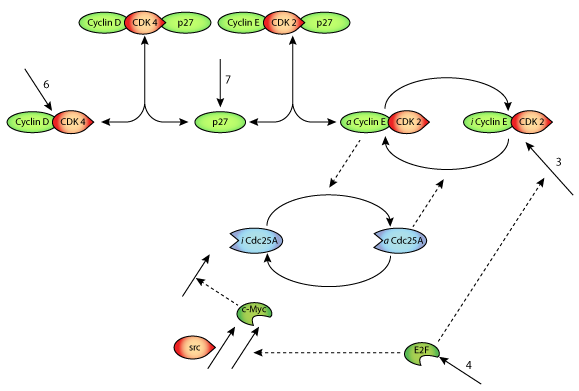 Cyclin D CDK 4 p27 Cyclin E CDK 2 p27
6
7
Cyclin D CDK 4 p27 a Cyclin E CDK 2 i Cyclin E CDK 2
3
i Cdc25A a Cdc25A
c-Myc
src
E2F
4